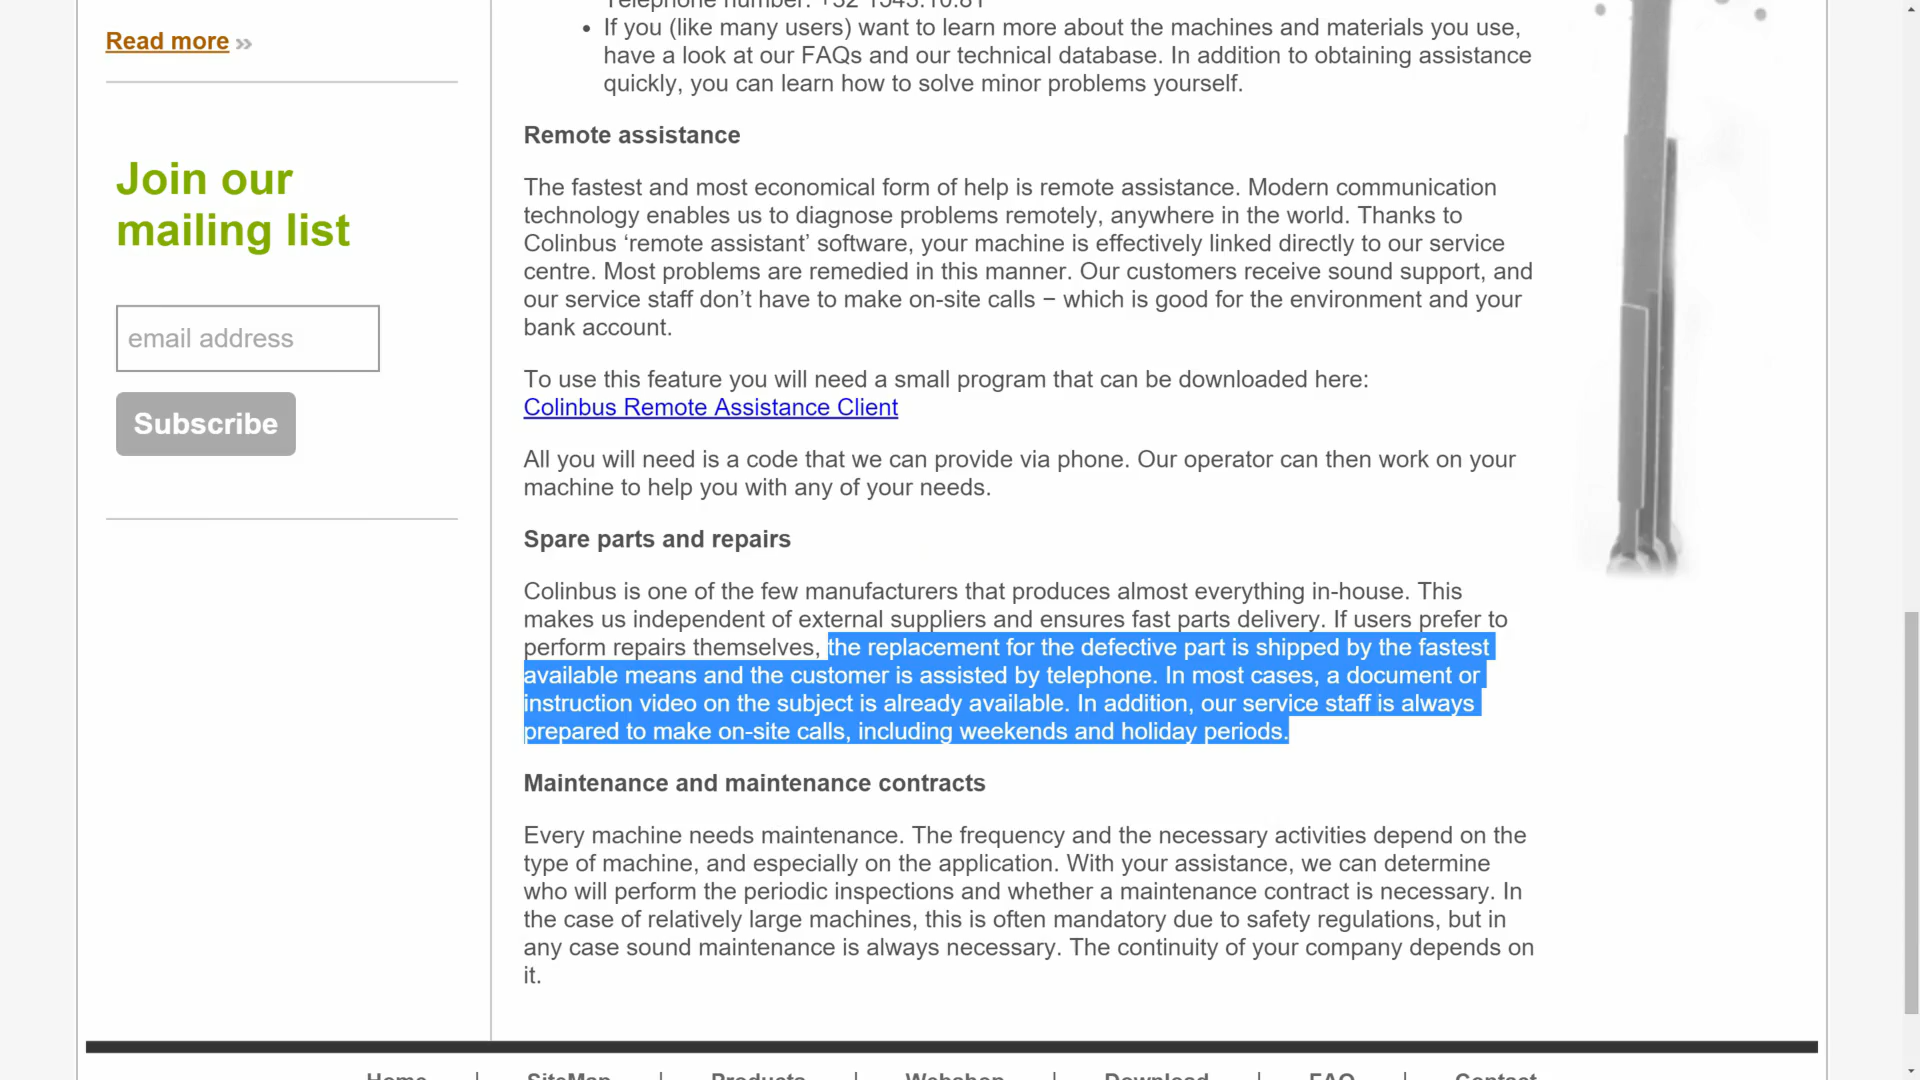 Read more »
Join our
mailing list
email address
Subscribe
Telephone number: +32 1543.10.81
• If you (like many users) want to learn more about the machines and materials you use,
have a look at our FAQs and our technical database. In addition to obtaining assistance
quickly, you can learn how to solve minor problems yourself.
Remote assistance
The fastest and most economical form of help is remote assistance. Modern communication
technology enables us to diagnose problems remotely, anywhere in the world. Thanks to
Colinbus ‘remote assistant’ software, your machine is effectively linked directly to our service
centre. Most problems are remedied in this manner. Our customers receive sound support, and
our service staff don’t have to make on-site calls − which is good for the environment and your
bank account.
To use this feature you will need a small program that can be downloaded here:
Colinbus Remote Assistance Client
All you will need is a code that we can provide via phone. Our operator can then work on your
machine to help you with any of your needs.
Spare parts and repairs
Colinbus is one of the few manufacturers that produces almost everything in-house. This
makes us independent of external suppliers and ensures fast parts delivery. If users prefer to
perform repairs themselves, the replacement for the defective part is shipped by the fastest
available means and the customer is assisted by telephone. In most cases, a document or
instruction video on the subject is already available. In addition, our service staff is always
prepared to make on-site calls, including weekends and holiday periods.
Maintenance and maintenance contracts
Every machine needs maintenance. The frequency and the necessary activities depend on the
type of machine, and especially on the application. With your assistance, we can determine
who will perform the periodic inspections and whether a maintenance contract is necessary. In
the case of relatively large machines, this is often mandatory due to safety regulations, but in
any case sound maintenance is always necessary. The continuity of your company depends on
it.
Home | SiteMap | Products | Webshop | Download | FAQ | Contact